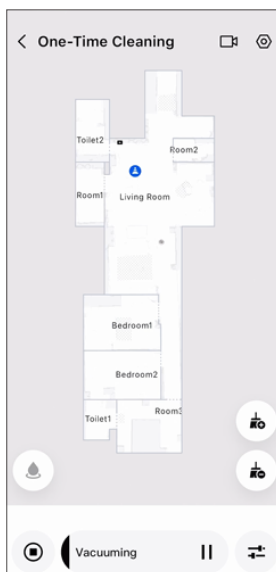 One-Time Cleaning
Toilet2
Room2
Room1
Living Room
Bedroom1
Bedroom2
Toilet1
Room3
Vacuuming